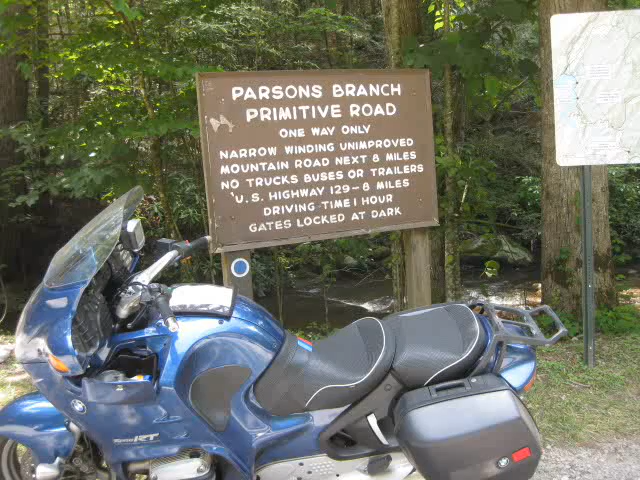 PARSONS BRANCH
PRIMITIVE ROAD
ONE WAY ONLY
NARROW WINDING UNIMPROVED
MOUNTAIN ROAD NEXT 8 MILES
NO TRUCKS BUSES OR TRAILERS
U.S. HIGHWAY 129-8 MILES
DRIVING TIME 1 HOUR
GATES LOCKED AT DARK
RT